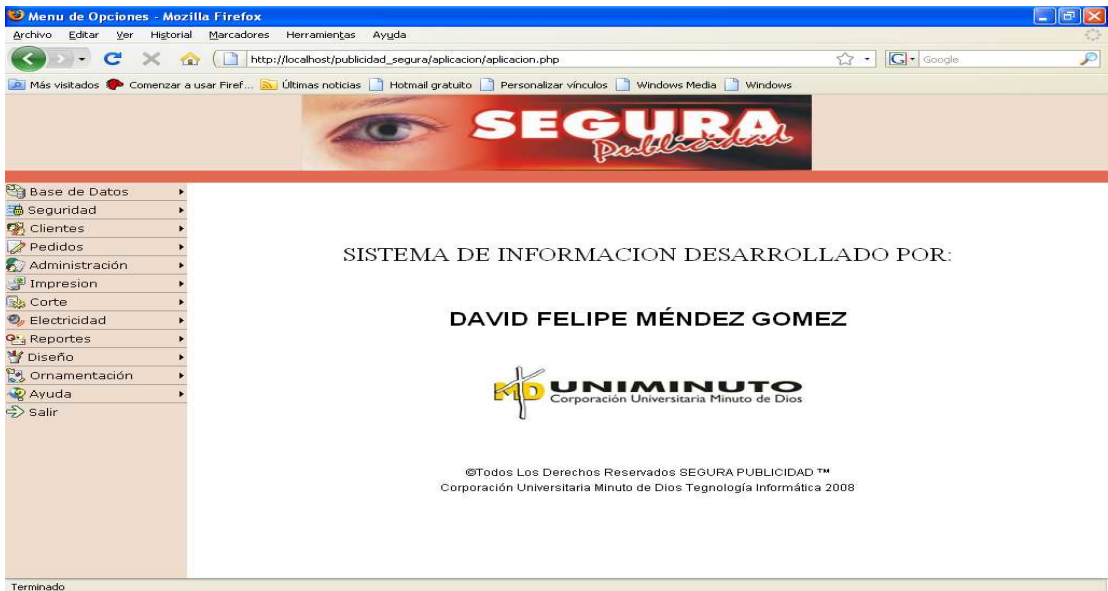 Menu de Opciones - Mozilla Firefox
Archivo Editar Ver Historial Marcadores Herramientas Ayuda
http://localhost/publicidad_segura/aplicacion/aplicacion.php
Google
Más visitados Comenzar a usar Firef... Últimas noticias Hotmail gratuito Personalizar vínculos Windows Media Windows
SEGURA
Publicidad
Base de Datos
Seguridad
Clientes
Pedidos
Administración
Impresion
Corte
Electricidad
Reportes
Diseño
Ornamentación
Ayuda
Salir
SISTEMA DE INFORMACION DESARROLLADO POR:
DAVID FELIPE MÉNDEZ GOMEZ
MD UNIMINUTO
Corporación Universitaria Minuto de Dios
©Todos Los Derechos Reservados SEGURA PUBLICIDAD ™
Corporación Universitaria Minuto de Dios Tegnología Informática 2008
Terminado